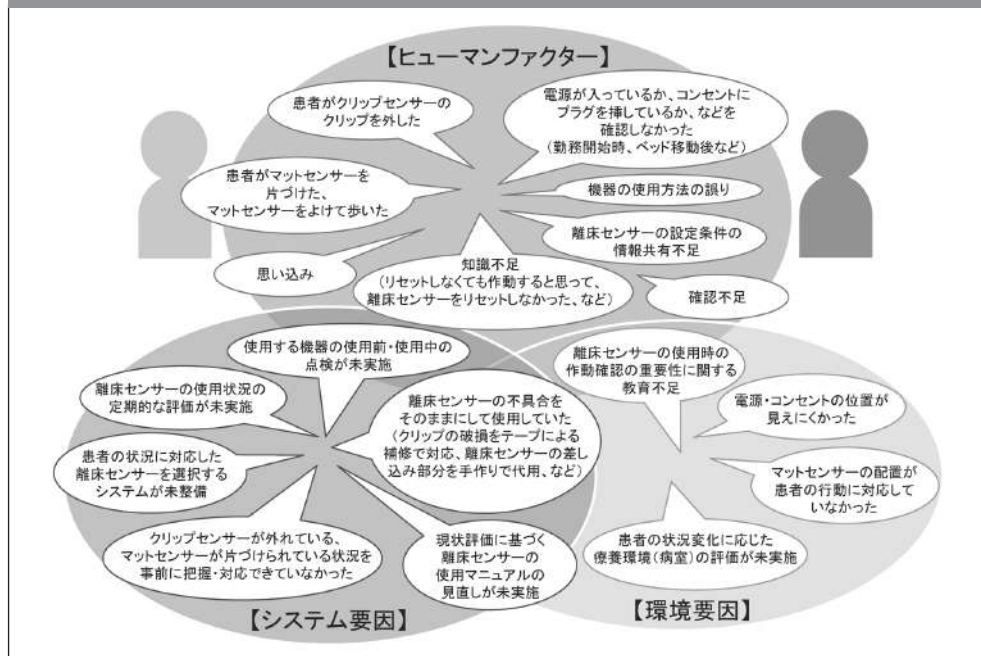 【ヒューマンファクター】
患者がクリップセンサーの
クリップを外した
電源が入っているか、コンセントに
プラグを挿しているか、などを
確認しなかった
(勤務開始時、ベッド移動後など)
患者がマットセンサーを
片づけた、
マットセンサーをよけて歩いた
機器の使用方法の誤り
離床センサーの設定条件の
情報共有不足
思い込み
知識不足
(リセットしなくても作動すると思って、
離床センサーをリセットしなかった、など)
確認不足
使用する機器の使用前・使用中の
点検が未実施
離床センサーの使用状況の
定期的な評価が未実施
離床センサーの不具合を
そのままにして使用していた
(クリップの破損をテープによる
補修で対応、離床センサーの差し
込み部分を手作りで代用、など)
患者の状況に対応した
離床センサーを選択する
システムが未整備
クリップセンサーが外れている、
マットセンサーが片づけられている状況を
事前に把握・対応できていなかった
現状評価に基づく
離床センサーの
使用マニュアルの
見直しが未実施
【システム要因】
離床センサーの使用時の
作動確認の重要性に関する
教育不足
電源・コンセントの位置が
見えにくかった
マットセンサーの配置が
患者の行動に対応して
いなかった
患者の状況変化に応じた
療養環境(病室)の評価が未実施
【環境要因】